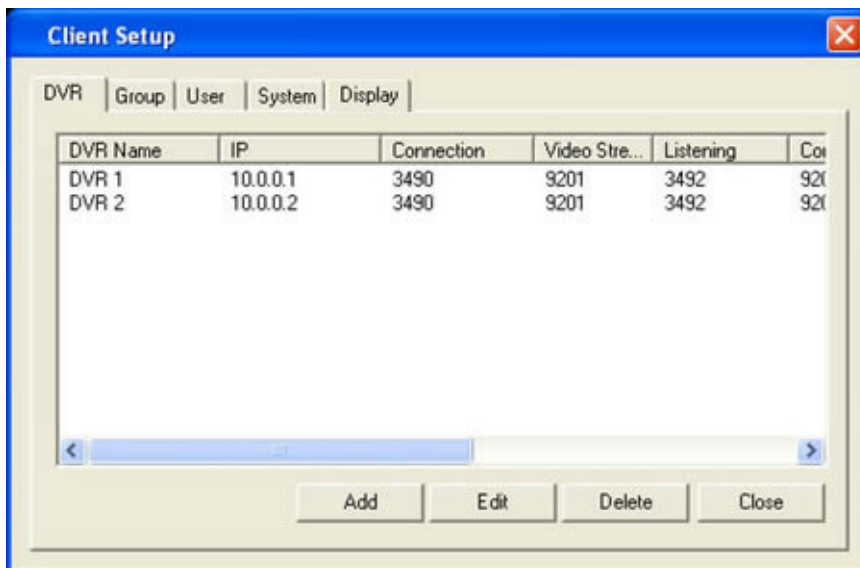 Client Setup
DVR Group User System Display
DVR Name IP Connection Video Stre... Listening
DVR 1 10.0.0.1 3490 9201 3492
DVR 2 10.0.0.2 3490 9201 3492
Add Edit Delete Close